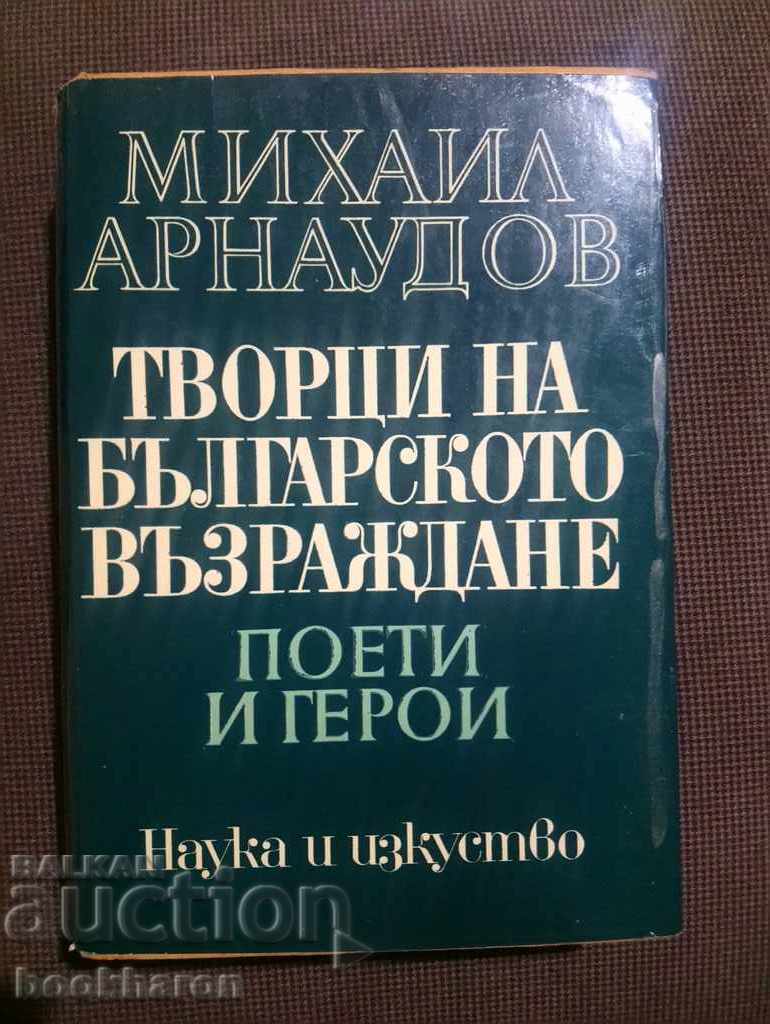 МИХАИЛ
АРНАУДОВ
ТВОРЦИ НА
БЪЛГАРСКОТО
ВЪЗРАЖДАНЕ
ПОЕТИ
И ГЕРОИ
Наука и изкуство
BALKAN
auction
bookharon